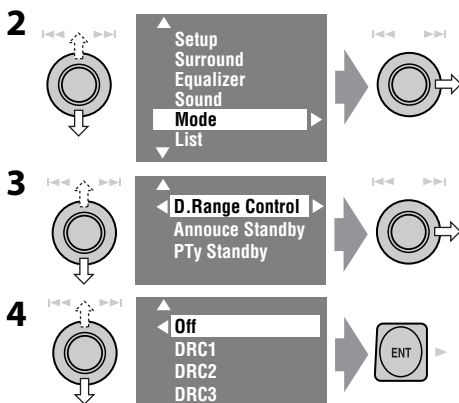 2
Setup
Surround
Equalizer
Sound
Mode
List
3
D.Range Control
Annouce Standby
PTy Standby
4
Off
DRC1
DRC2
DRC3
ENT